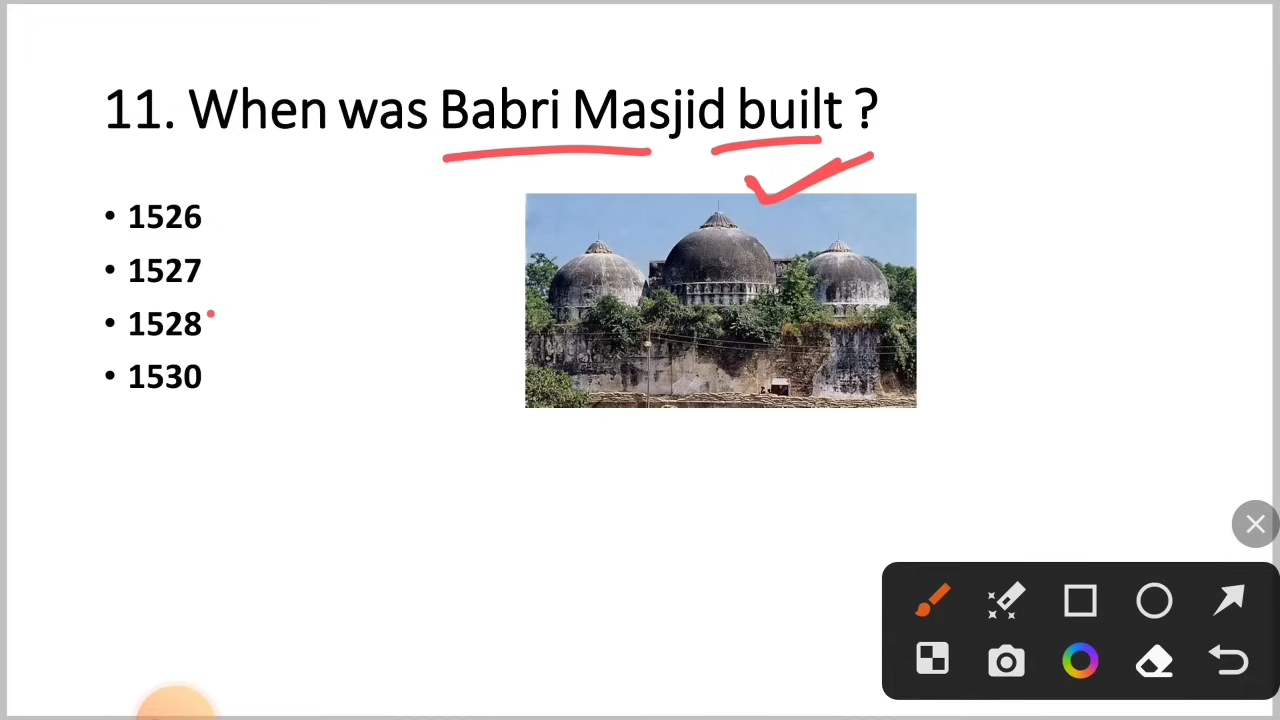 11. When was Babri Masjid built ?
• 1526
• 1527
• 1528
• 1530